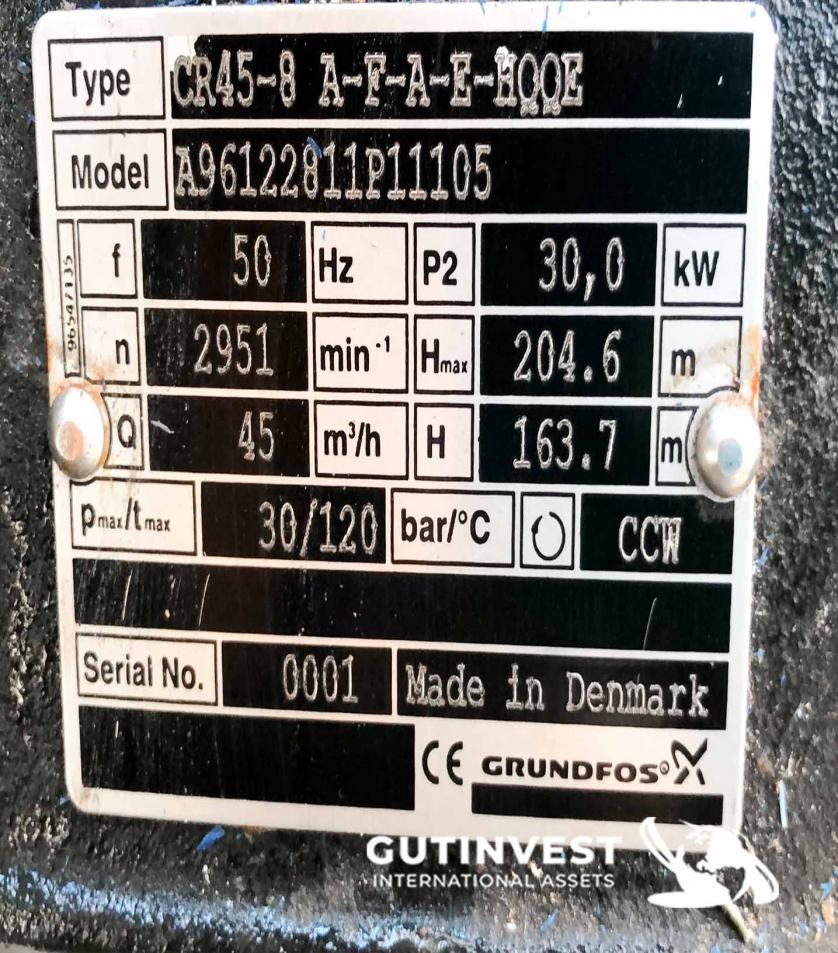 Type CR45-8 A-F-A-E-HQQE
Model A96122811P11105
96547135
f 50 Hz P2 30,0 kW
n 2951 min⁻¹ Hmax 204.6 m
Q 45 m³/h H 163.7 m
pmax/tmax 30/120 bar/°C CCW
Serial No. 0001 Made in Denmark
CE GRUNDFOS
GUTINVEST
INTERNATIONAL ASSETS